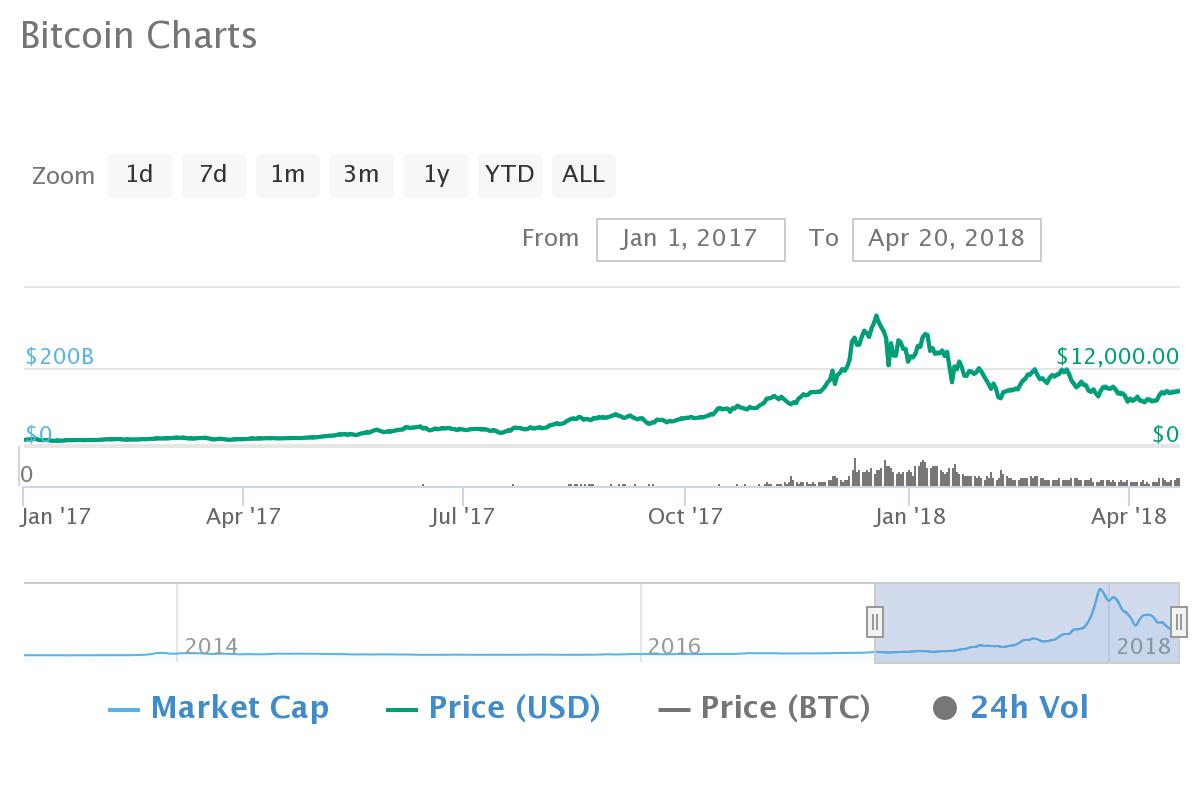 Bitcoin Charts
Zoom 1d 7d 1m 3m 1y YTD ALL
From Jan 1, 2017 To Apr 20, 2018
$200B $12,000.00
$0 $0
0
Jan '17 Apr '17 Jul '17 Oct '17 Jan '18 Apr '18
2014 2016 2018
Market Cap Price (USD) Price (BTC) 24h Vol